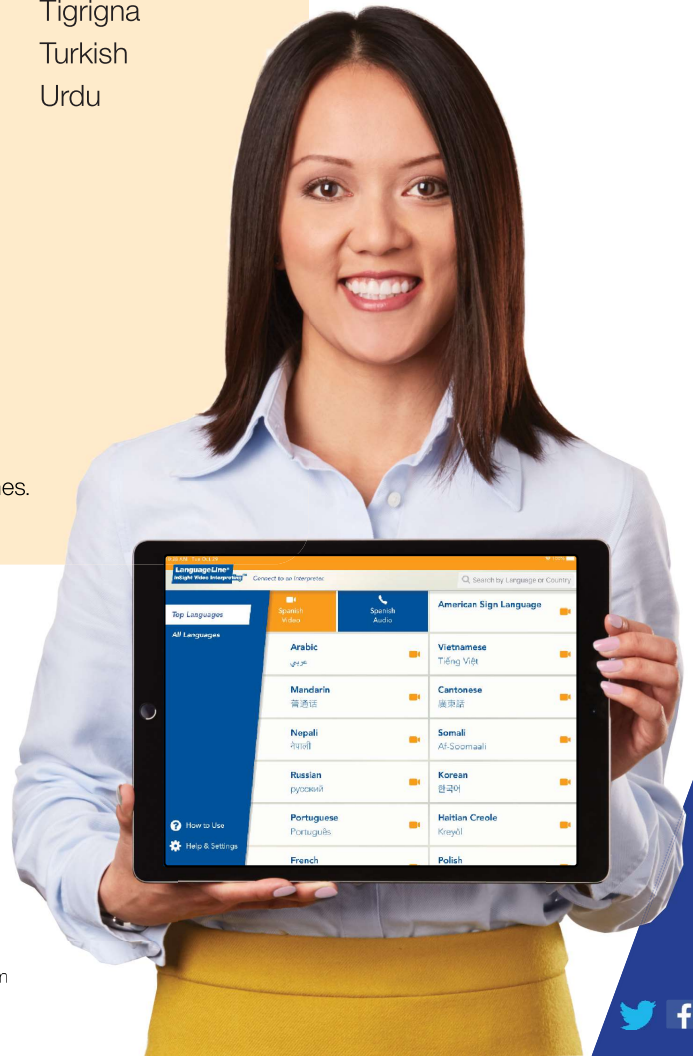 Tigrigna
Turkish
Urdu
es.
LanguageLine®
InSight Video Interpreting™
Connect to an Interpreter
Search by Language or Country
Top Languages
All Languages
Spanish
Video
Spanish
Audio
American Sign Language
Arabic
عربي
Vietnamese
Tiếng Việt
Mandarin
普通话
Cantonese
廣東話
Nepali
नेपाली
Somali
Af-Soomaali
Russian
русский
Korean
한국어
Portuguese
Português
Haitian Creole
Kreyòl
French
Polish
? How to Use
Help & Settings